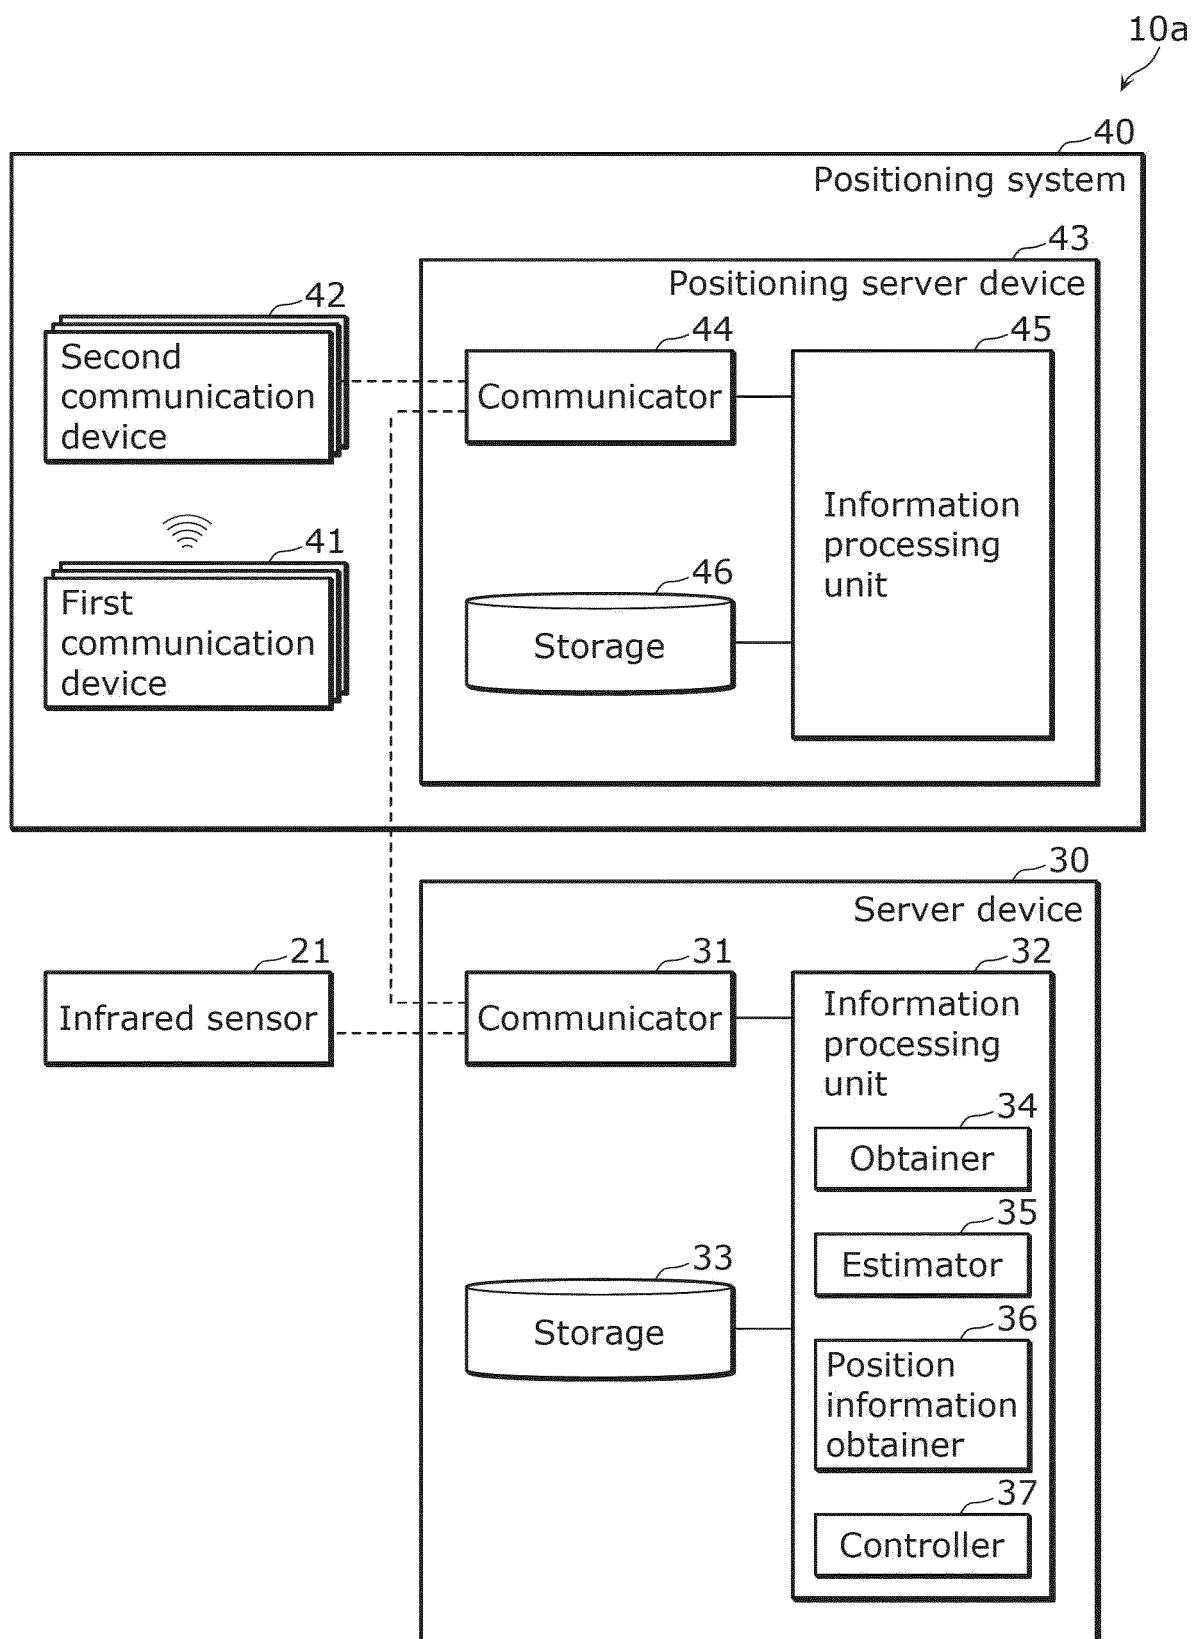 10a
40
Positioning system
43
Positioning server device
42
Second
communication
device
44
Communicator
45
Information
processing
unit
41
First
communication
device
46
Storage
30
Server device
21
Infrared sensor
31
Communicator
32
Information
processing
unit
34
Obtainer
35
Estimator
33
Storage
36
Position
information
obtainer
37
Controller